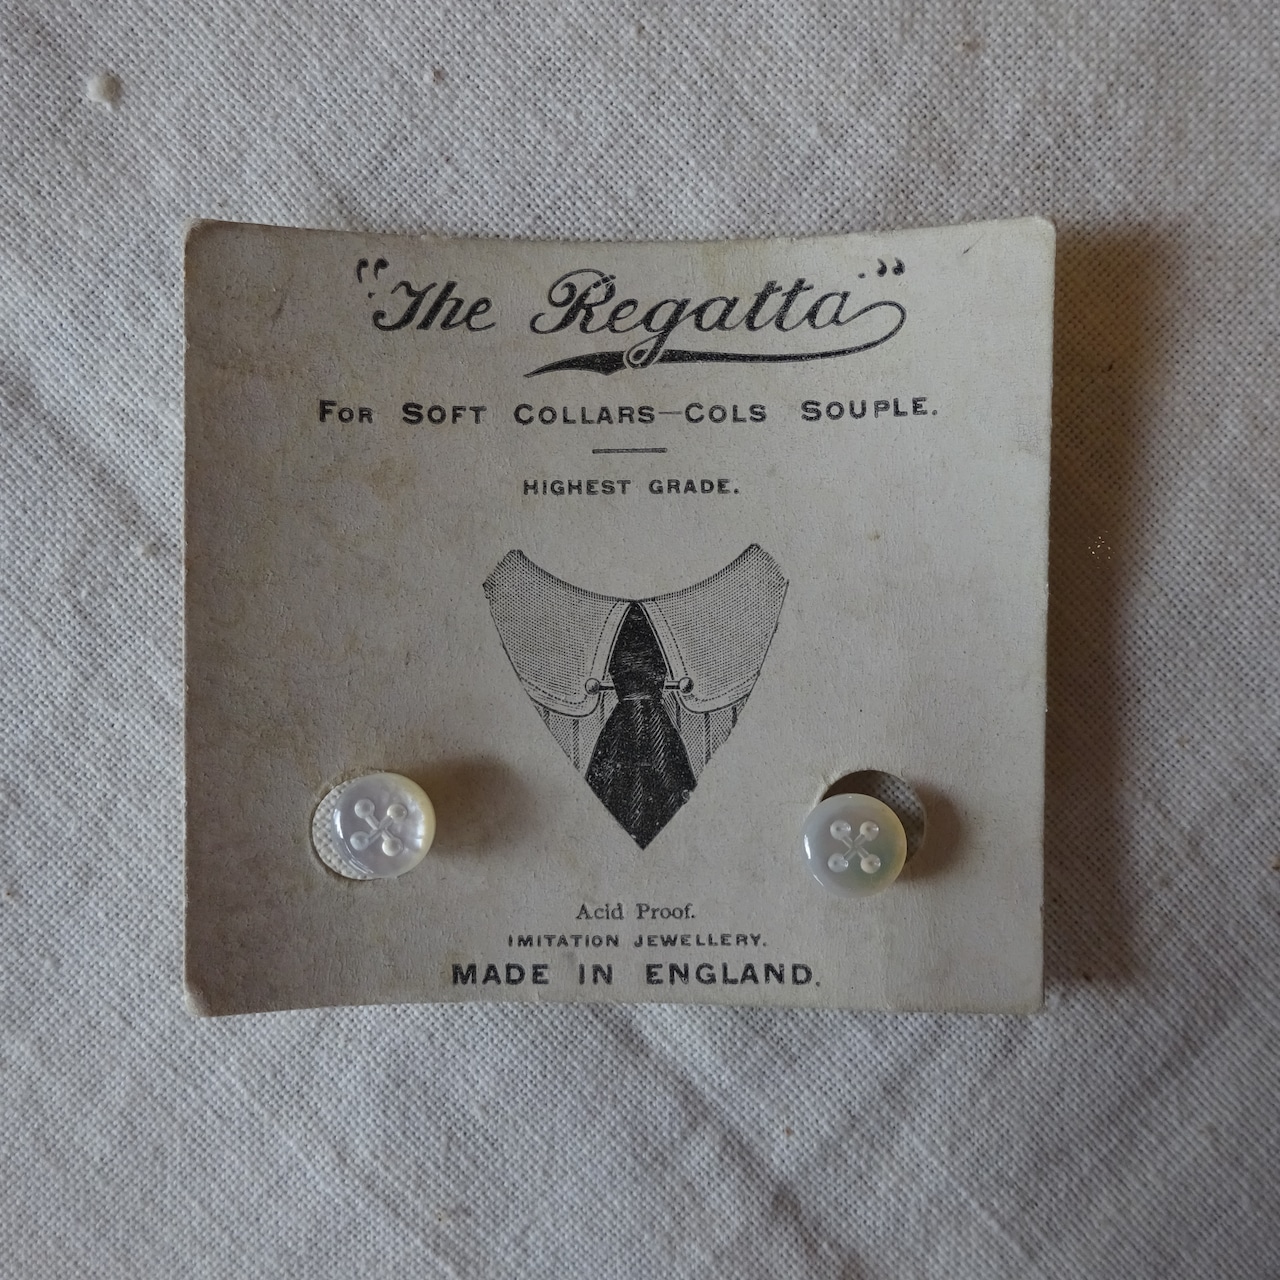 “The Regatta”
FOR SOFT COLLARS—COLS SOUPLE.
HIGHEST GRADE.
Acid Proof.
IMITATION JEWELLERY.
MADE IN ENGLAND.